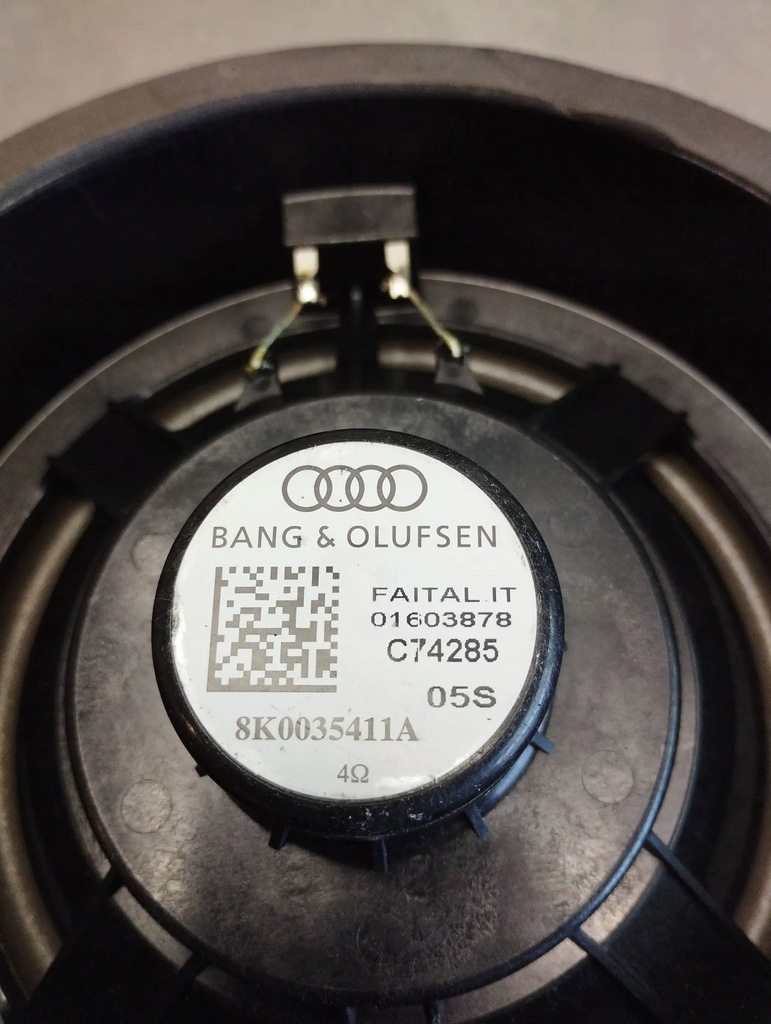 BANG & OLUFSEN
FAITAL.IT
01603878
C74285
05S
8K0035411A
4Ω